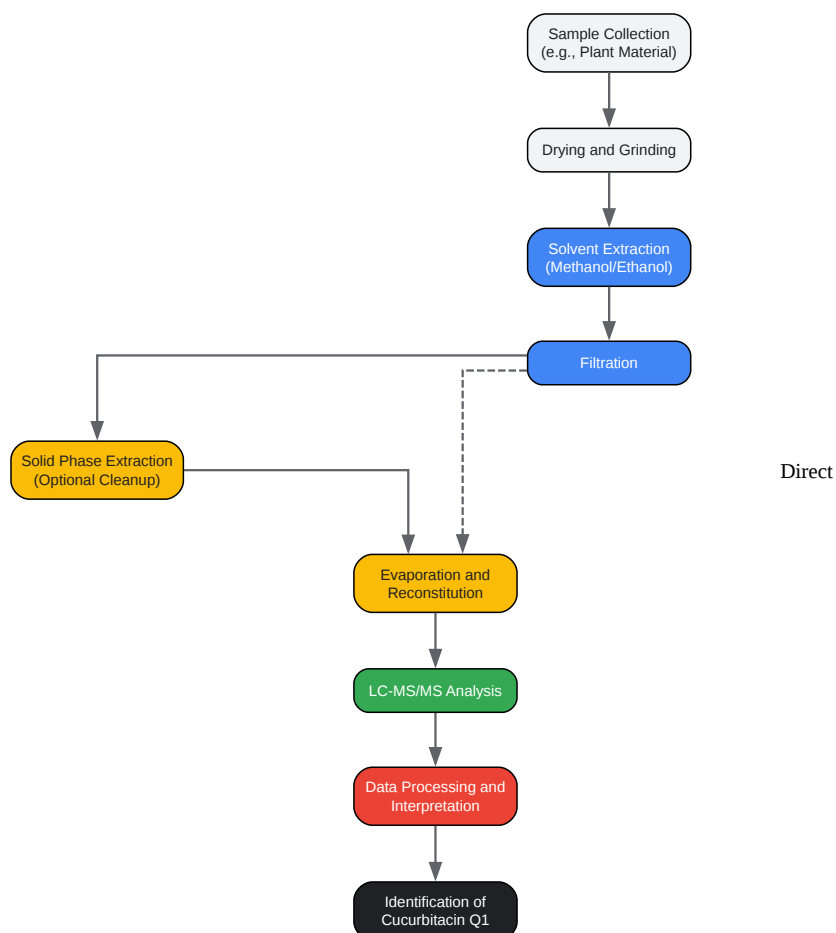 Sample Collection
(e.g., Plant Material)
Drying and Grinding
Solvent Extraction
(Methanol/Ethanol)
Filtration
Solid Phase Extraction
(Optional Cleanup)
Direct
Evaporation and
Reconstitution
LC-MS/MS Analysis
Data Processing and
Interpretation
Identification of
Cucurbitacin Q1